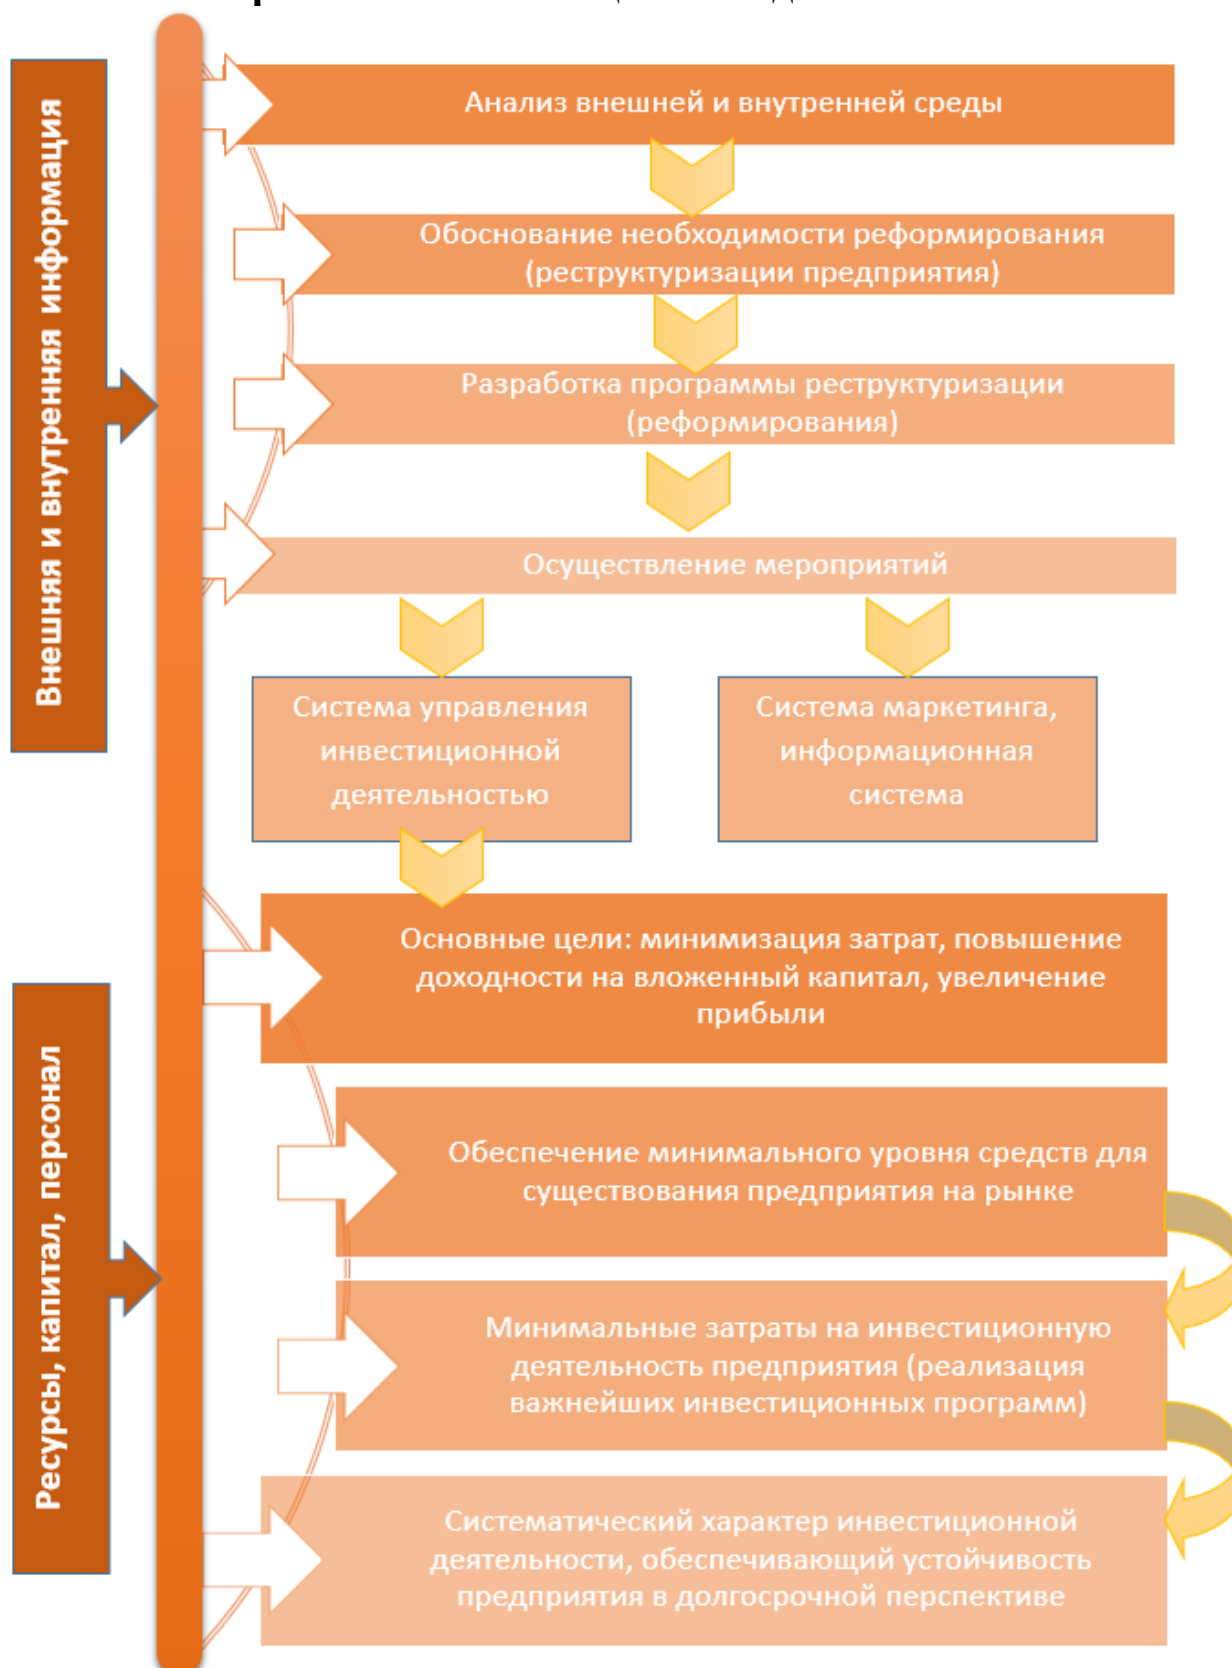 Внешняя и внутренняя информация
Анализ внешней и внутренней среды
Обоснование необходимости реформирования
(реструктуризации предприятия)
Разработка программы реструктуризации
(реформирования)
Осуществление мероприятий
Система управления
инвестиционной
деятельностью
Система маркетинга,
информационная
система
Ресурсы, капитал, персонал
Основные цели: минимизация затрат, повышение
доходности на вложенный капитал, увеличение
прибыли
Обеспечение минимального уровня средств для
существования предприятия на рынке
Минимальные затраты на инвестиционную
деятельность предприятия (реализация
важнейших инвестиционных программ)
Систематический характер инвестиционной
деятельности, обеспечивающий устойчивость
предприятия в долгосрочной перспективе